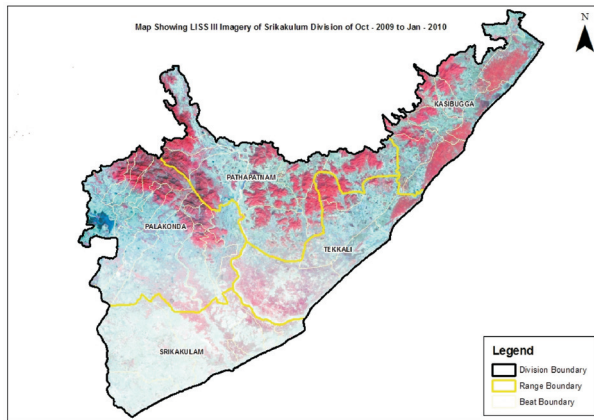 Map Showing LISS III Imagery of Srikakulum Division of Oct - 2009 to Jan - 2010
N
KASIBUGGA
PATHAPATNAM
PALAKONDA
TEKKALI
SRIKAKULAM
Legend
Division Boundary
Range Boundary
Beat Boundary